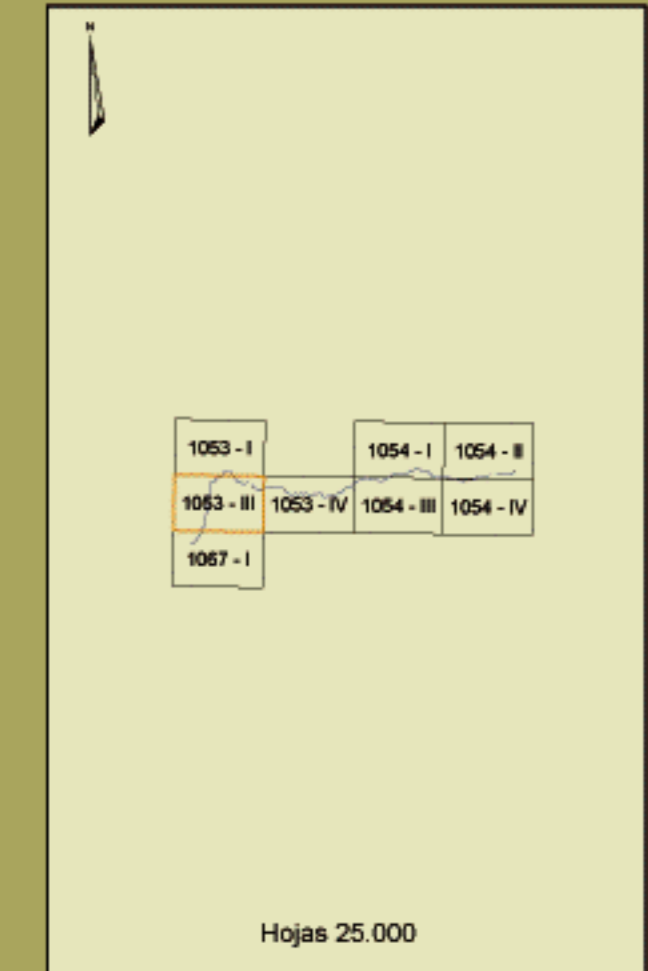 N
1053 - I
1054 - I
1054 - II
1053 - III
1053 - IV
1054 - III
1054 - IV
1067 - I
Hojas 25.000